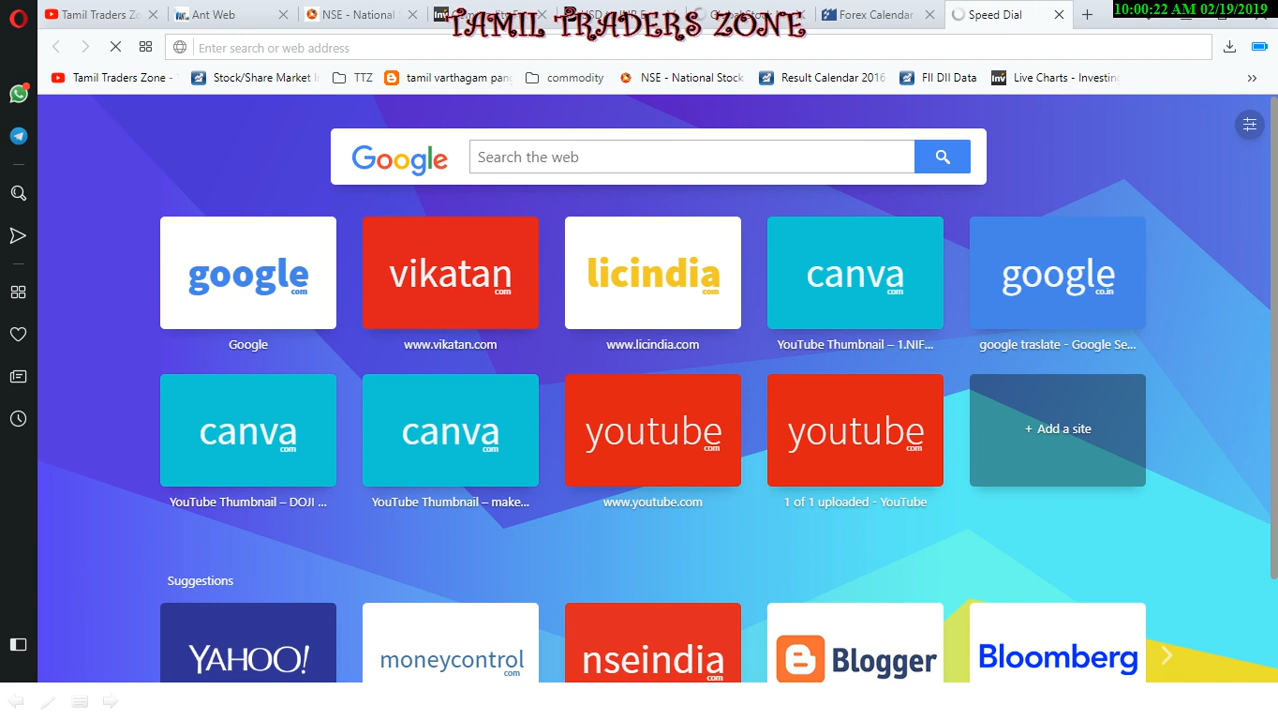 Tamil Traders Zo
Ant Web
NSE - National
TAMIL TRADERS ZONE
Forex Calendar
Speed Dial
10:00:22 AM 02/19/2019
Enter search or web address
Tamil Traders Zone -
Stock/Share Market I
TTZ
tamil varthagam pan
commodity
NSE - National Stock
Result Calendar 2016
FII DII Data
Live Charts - Investin
Google
Search the web
google com
vikatan com
licindia com
canva com
google co.in
Google
www.vikatan.com
www.licindia.com
YouTube Thumbnail – 1.NIF...
google traslate - Google Se...
canva com
canva com
youtube com
youtube com
+ Add a site
YouTube Thumbnail – DOJI ...
YouTube Thumbnail – make...
www.youtube.com
1 of 1 uploaded - YouTube
Suggestions
YAHOO!
moneycontrol com
nseindia com
Blogger
Bloomberg